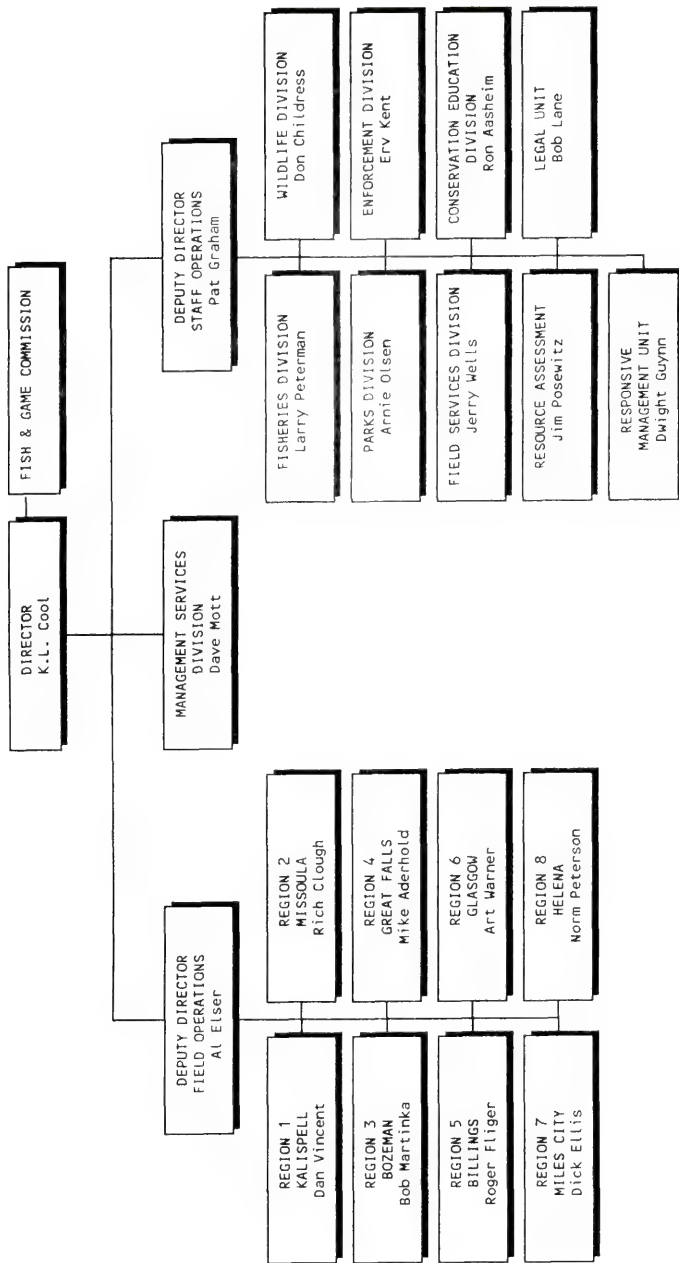 DIRECTOR
K.L. Cool
FISH & GAME COMMISSION
MANAGEMENT SERVICES
DIVISION
Dave Mott
DEPUTY DIRECTOR
FIELD OPERATIONS
Al Elser
REGION 1
KALISPELL
Dan Vincent
REGION 2
MISSOULA
Rich Clough
REGION 3
BOZEMAN
Bob Martinka
REGION 4
GREAT FALLS
Mike Aderhold
REGION 5
BILLINGS
Roger Fliger
REGION 6
GLASGOW
Art Warner
REGION 7
MILES CITY
Dick Ellis
REGION 8
HELENA
Norm Peterson
DEPUTY DIRECTOR
STAFF OPERATIONS
Pat Graham
FISHERIES DIVISION
Larry Peterman
WILDLIFE DIVISION
Don Childress
PARKS DIVISION
Arnie Olsen
ENFORCEMENT DIVISION
Erv Kent
FIELD SERVICES DIVISION
Jerry Wells
CONSERVATION EDUCATION
DIVISION
Ron Aasheim
RESOURCE ASSESSMENT
Jim Posewitz
LEGAL UNIT
Bob Lane
RESPONSIVE
MANAGEMENT UNIT
Dwight Guynn